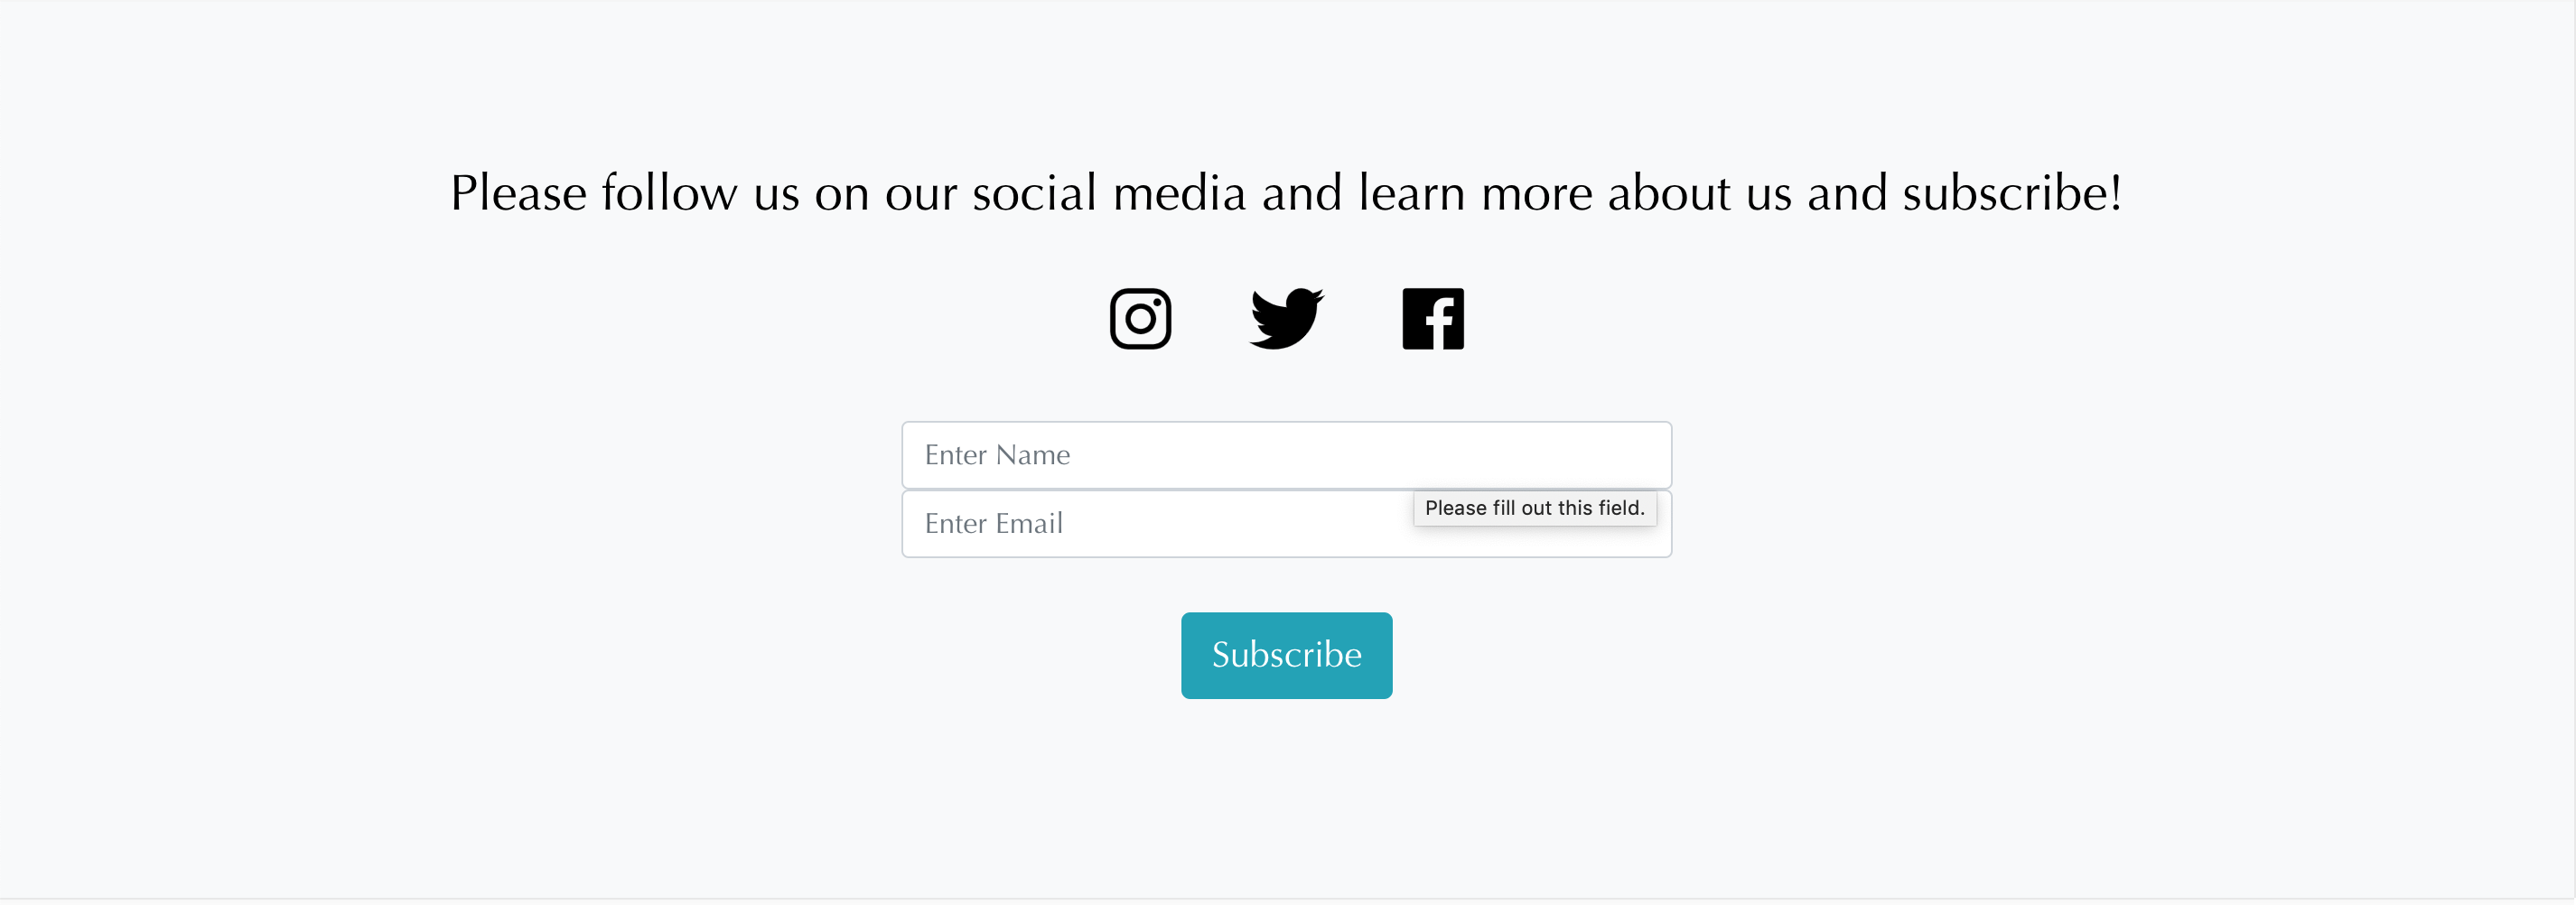 Please follow us on our social media and learn more about us and subscribe!
Enter Name
Please fill out this field.
Enter Email
Subscribe